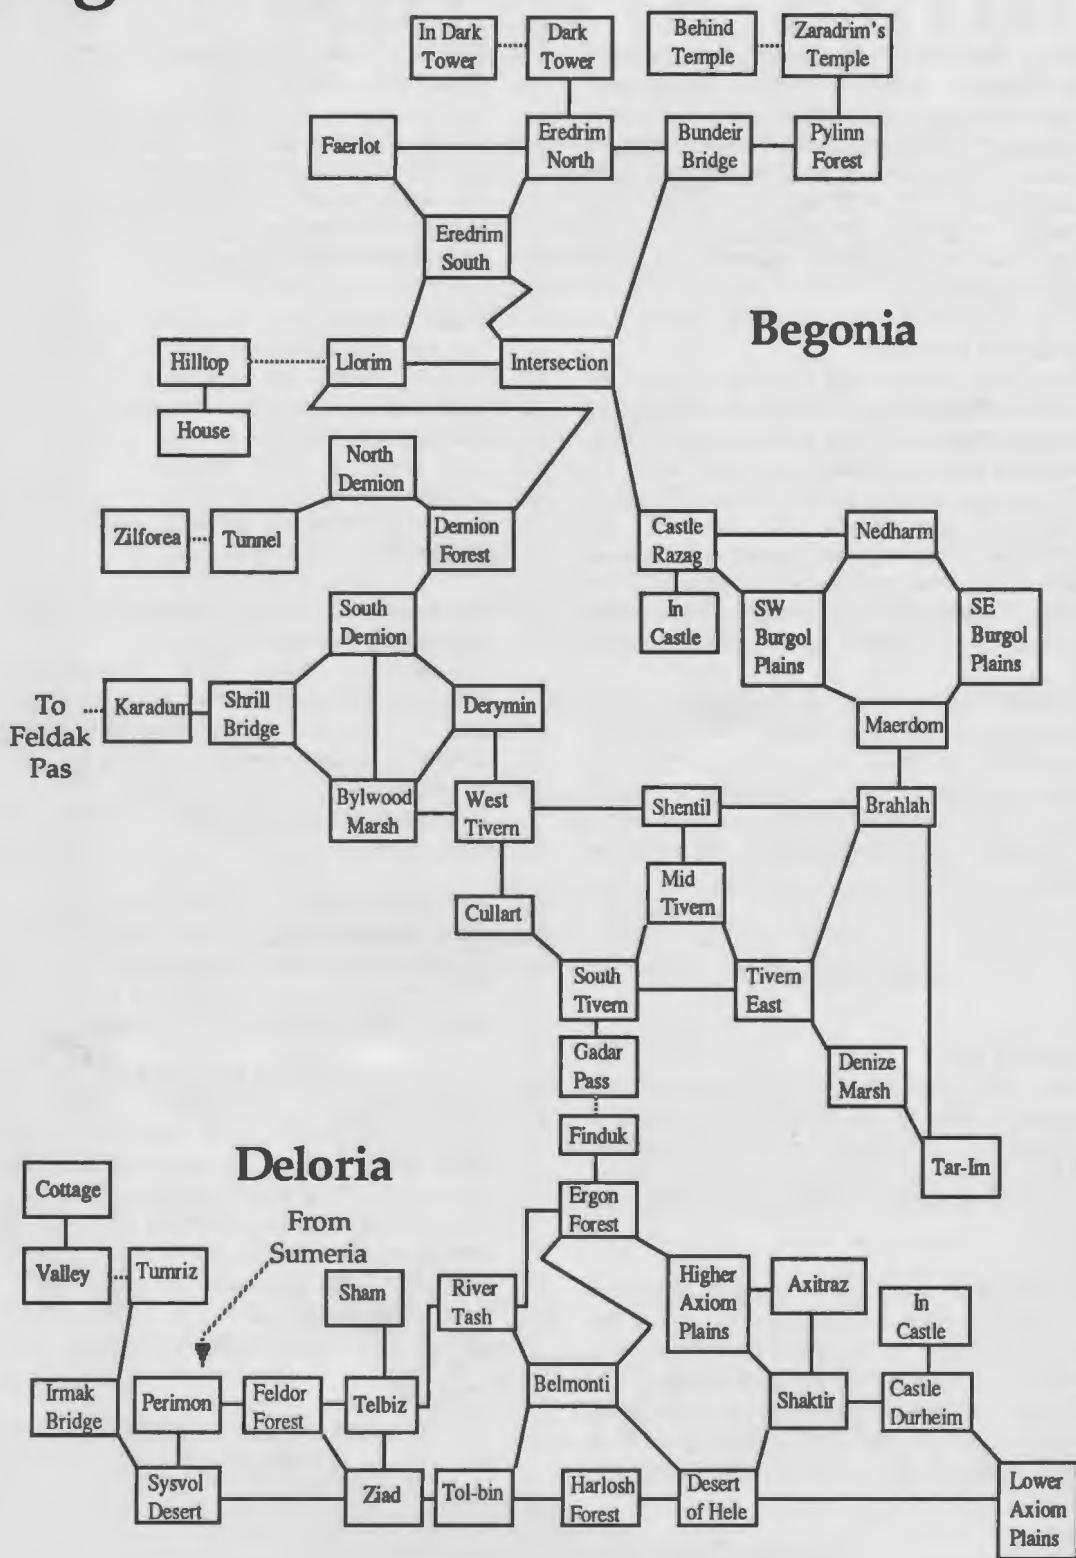 In Dark
Tower
Dark
Tower
Behind
Temple
Zaradrim's
Temple
Faerlot
Eredrim
North
Bundeir
Bridge
Pylinn
Forest
Eredrim
South
Begonia
Hilltop
Llorim
Intersection
House
North
Demion
Zilforea
Tunnel
Demion
Forest
Castle
Razag
Nedharm
In
Castle
SW
Burgol
Plains
SE
Burgol
Plains
South
Demion
To
Feldak
Pas
Karadum
Shrill
Bridge
Derymin
Maerdom
Bylwood
Marsh
West
Tivern
Shentil
Brahlah
Mid
Tivern
Cullart
South
Tivern
Tivern
East
Gadar
Pass
Denize
Marsh
Finduk
Tar-Im
Deloria
Cottage
From
Sumeria
Ergon
Forest
Valley
Tumriz
Sham
River
Tash
Higher
Axiom
Plains
Axitraz
In
Castle
Irmak
Bridge
Perimon
Feldor
Forest
Telbiz
Belmonti
Shaktir
Castle
Durheim
Sysvol
Desert
Ziad
Tol-bin
Harlosh
Forest
Desert
of Hele
Lower
Axiom
Plains